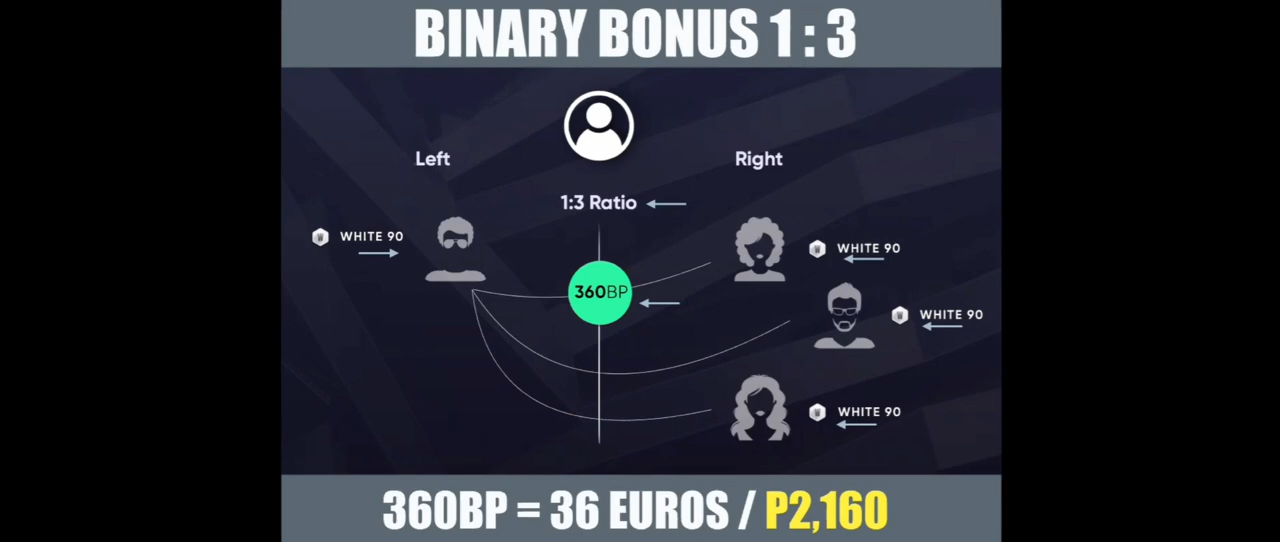 BINARY BONUS 1 : 3
Left
Right
1:3 Ratio
WHITE 90
WHITE 90
360BP
WHITE 90
WHITE 90
360BP = 36 EUROS / P2,160